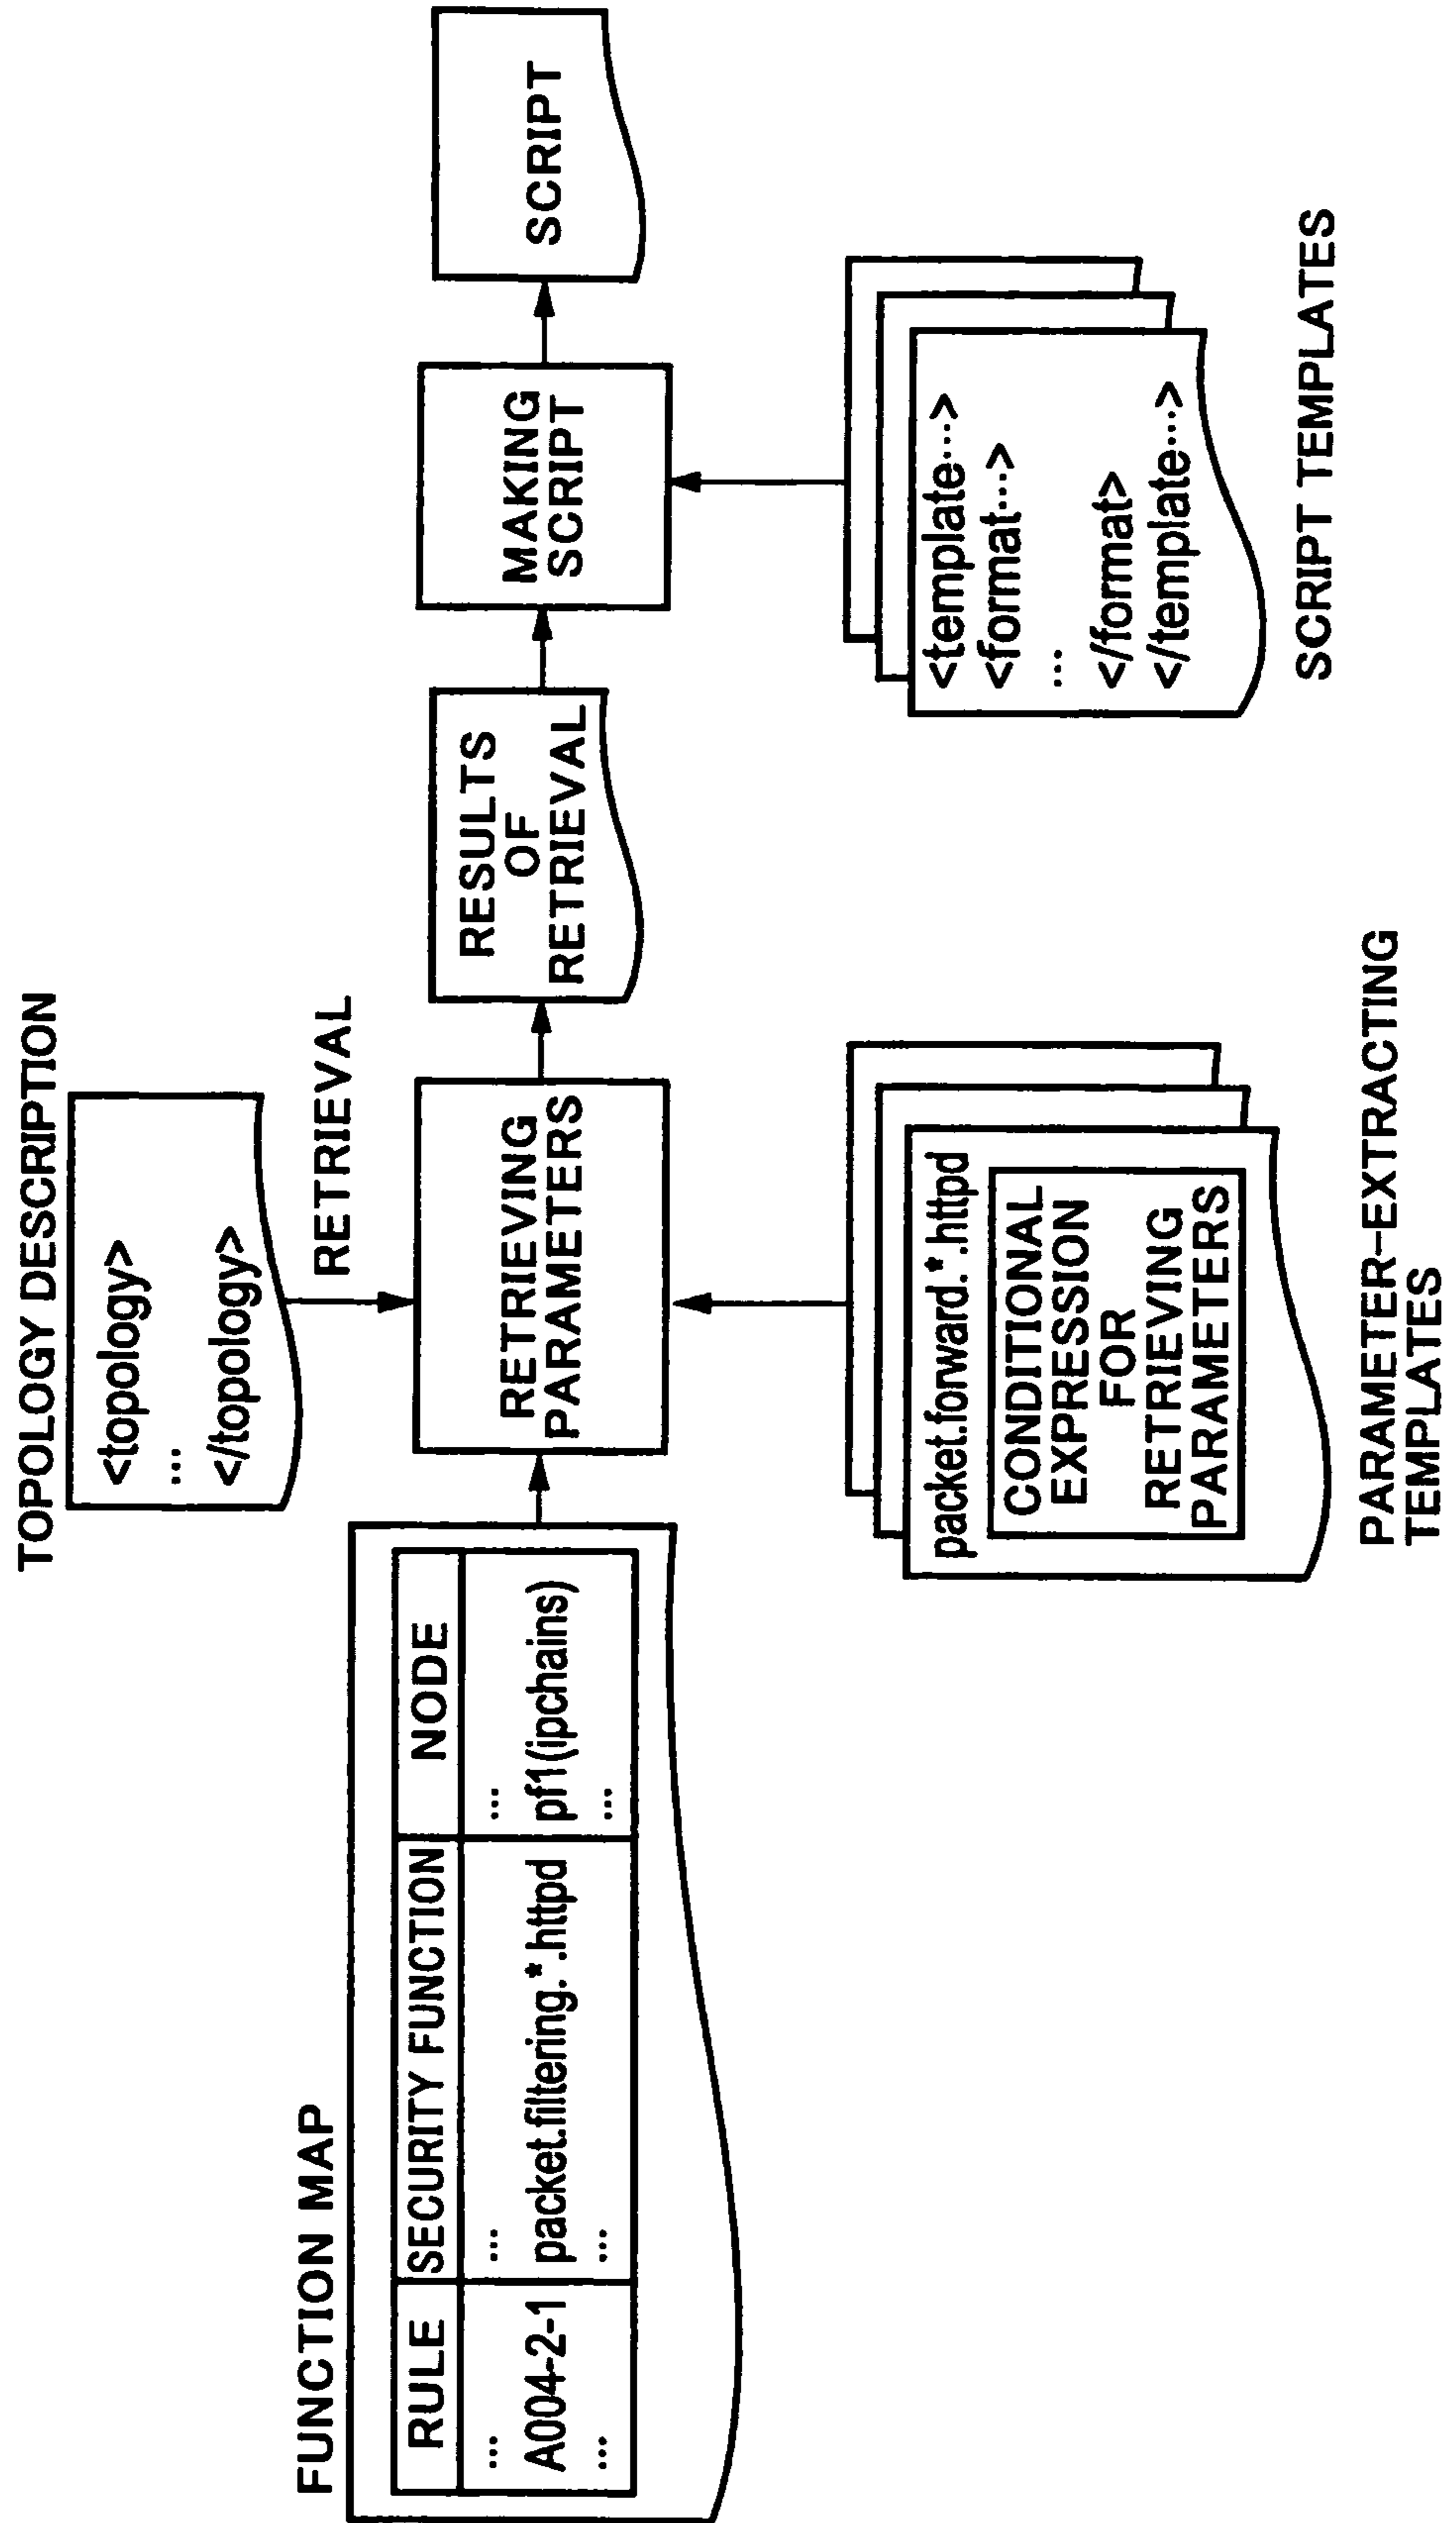 TOPOLOGY DESCRIPTION
<topology>
...
</topology>
RETRIEVAL
FUNCTION MAP
RULE
SECURITY FUNCTION
NODE
...
...
...
A004-2-1
packet.filtering.*.httpd
pf1(ipchains)
...
...
...
RETRIEVING
PARAMETERS
RESULTS
OF
RETRIEVAL
MAKING
SCRIPT
SCRIPT
packet.forward.*.httpd
CONDITIONAL
EXPRESSION
FOR
RETRIEVING
PARAMETERS
PARAMETER-EXTRACTING
TEMPLATES
<template...>
<format...>
...
</format>
</template...>
SCRIPT TEMPLATES